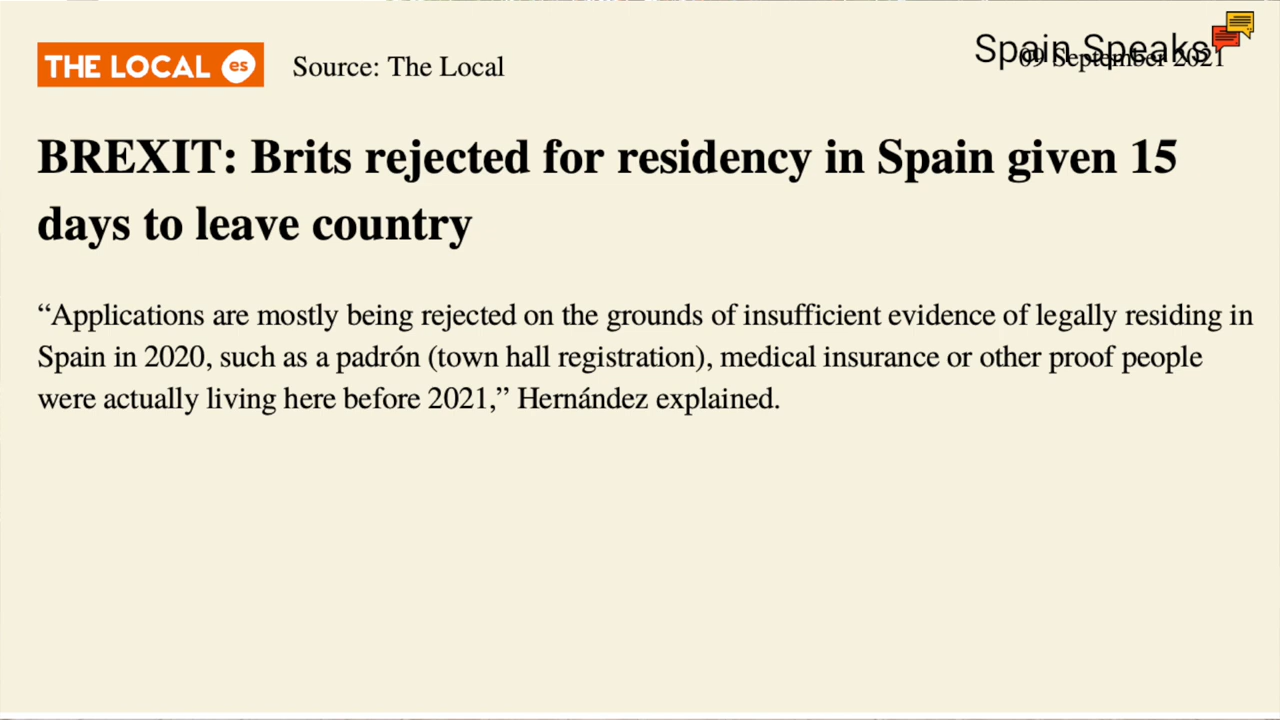 THE LOCAL es
Source: The Local
Spain Speaks
09 September 2021
BREXIT: Brits rejected for residency in Spain given 15
days to leave country
“Applications are mostly being rejected on the grounds of insufficient evidence of legally residing in
Spain in 2020, such as a padrón (town hall registration), medical insurance or other proof people
were actually living here before 2021,” Hernández explained.